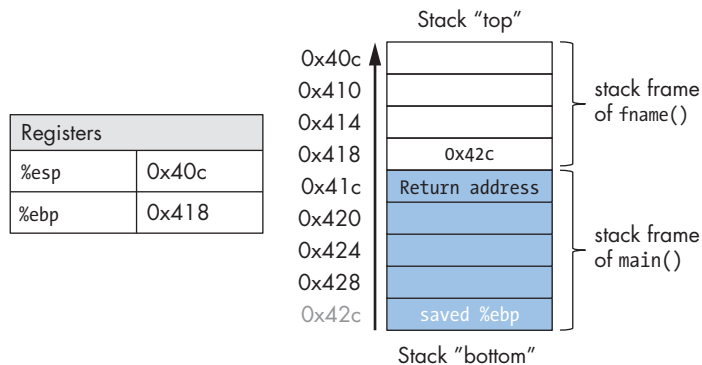 Stack "top"
0x40c
0x410
0x414
0x418 0x42c
0x41c Return address
0x420
0x424
0x428
0x42c saved %ebp
Stack "bottom"
stack frame
of fname()
stack frame
of main()
Registers
%esp 0x40c
%ebp 0x418